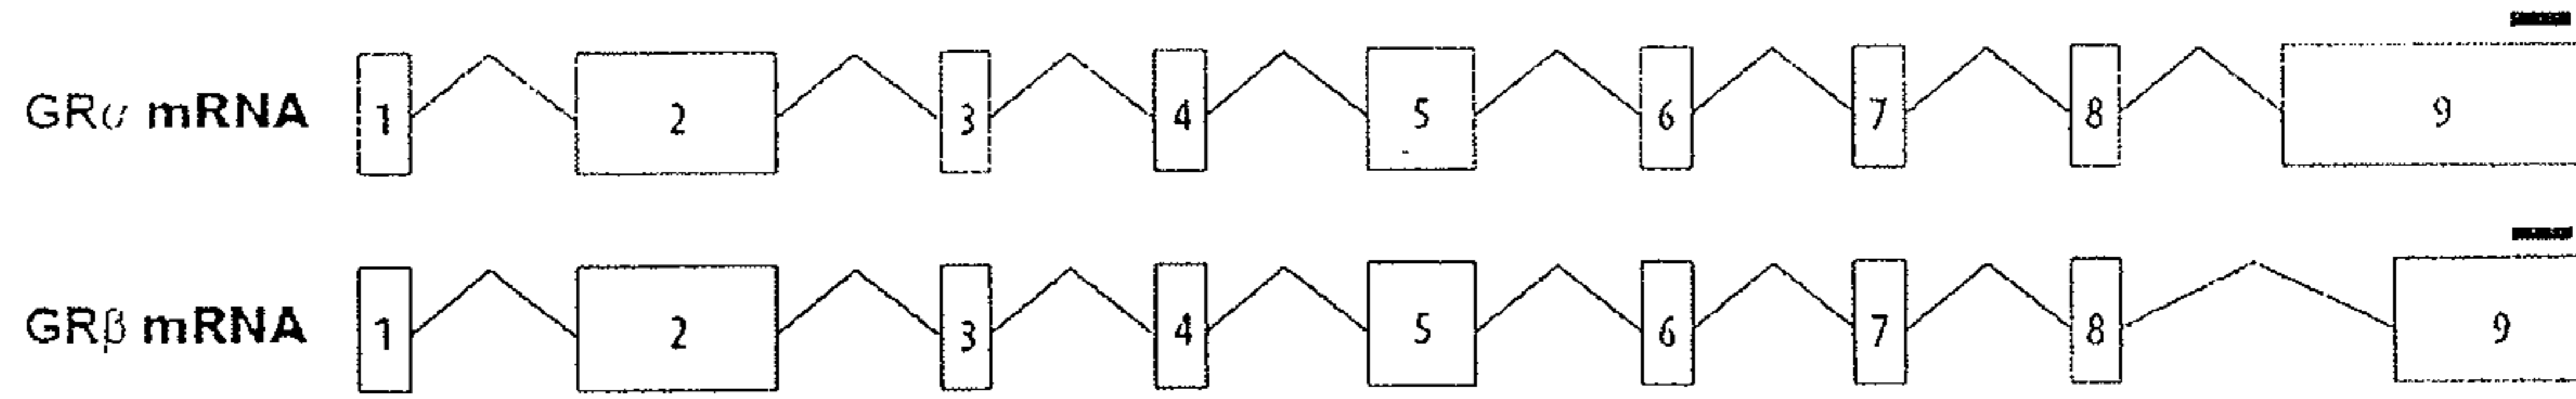 GRα mRNA 1 2 3 4 5 6 7 8 9
GRβ mRNA 1 2 3 4 5 6 7 8 9